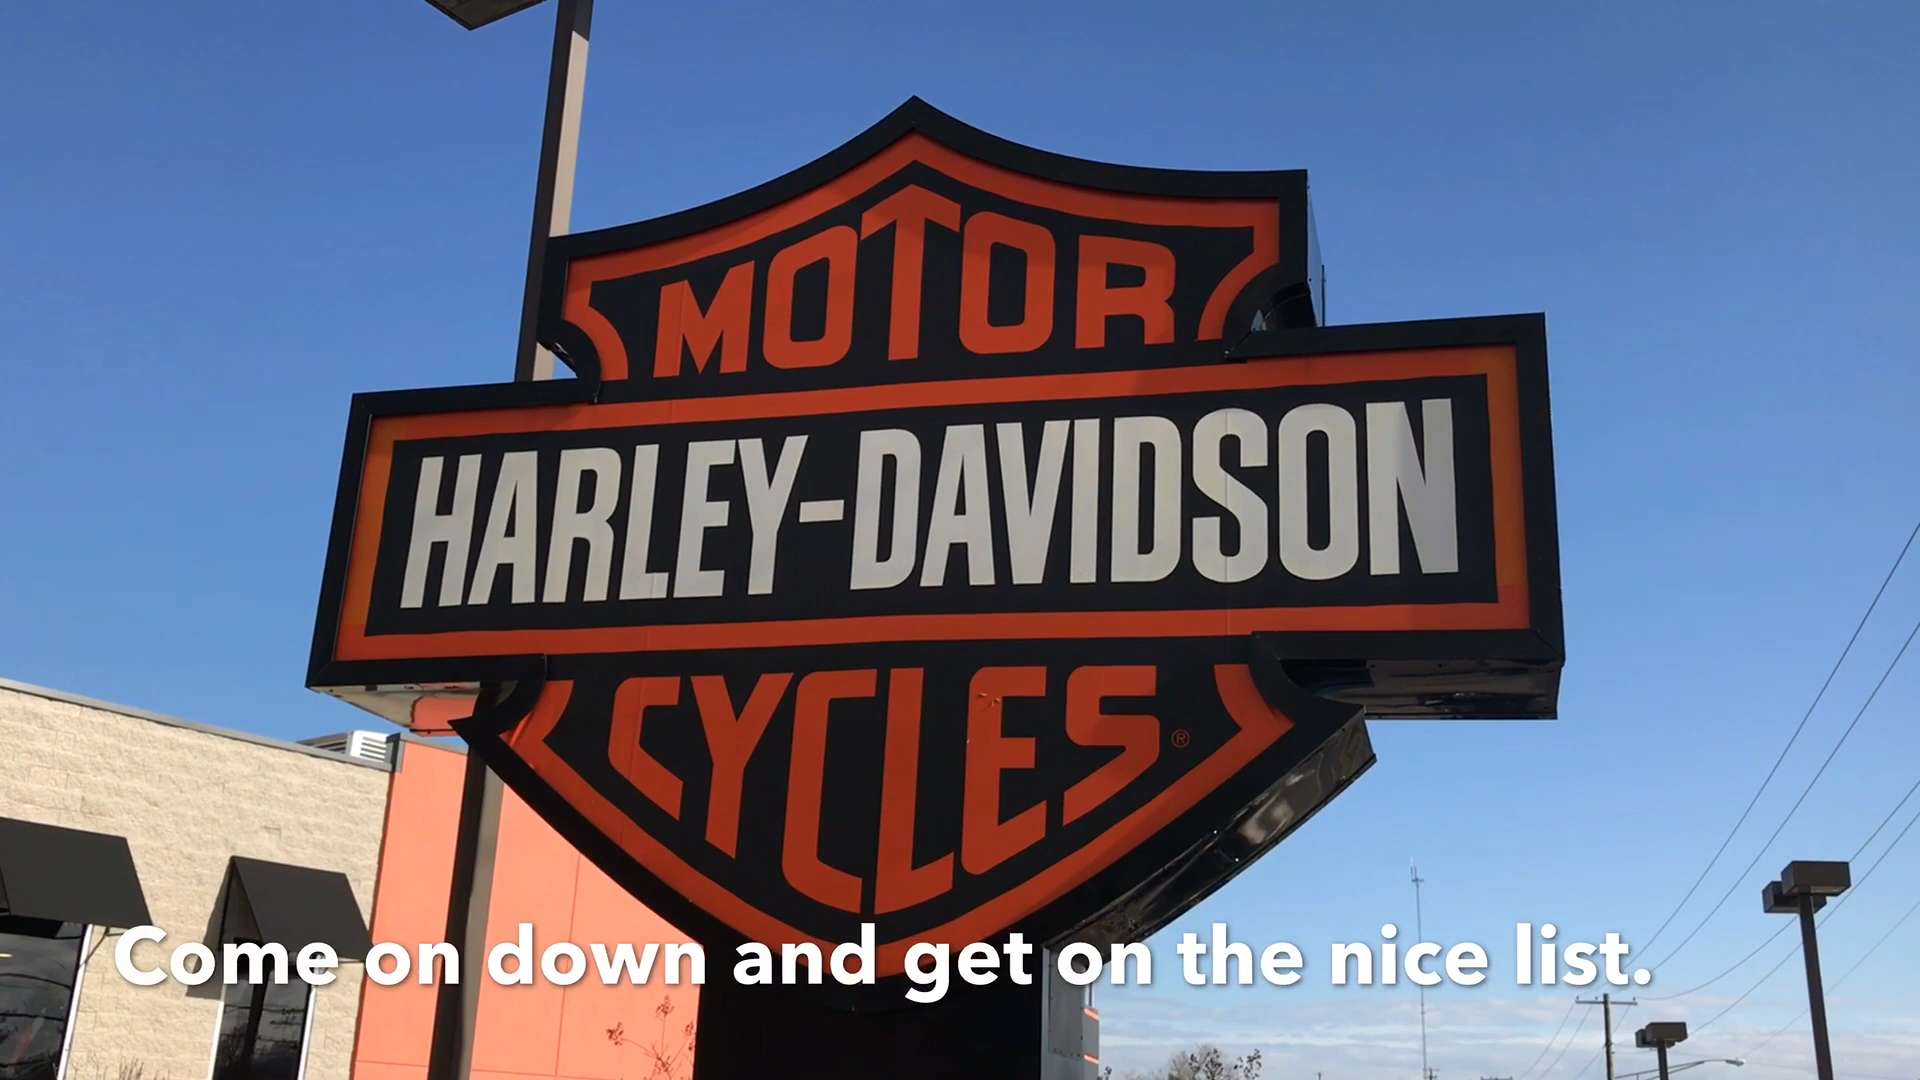 MOTOR
HARLEY-DAVIDSON
CYCLES®
Come on down and get on the nice list.